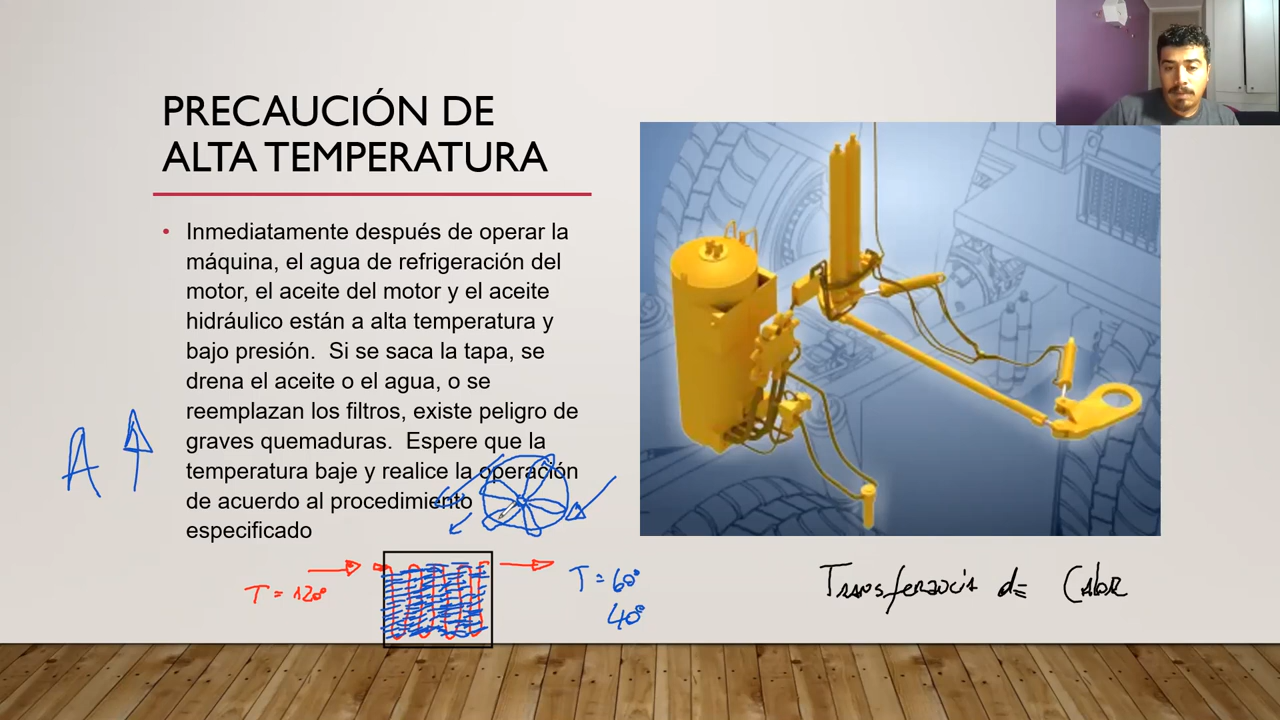 PRECAUCIÓN DE
ALTA TEMPERATURA
• Inmediatamente después de operar la
máquina, el agua de refrigeración del
motor, el aceite del motor y el aceite
hidráulico están a alta temperatura y
bajo presión. Si se saca la tapa, se
drena el aceite o el agua, o se
reemplazan los filtros, existe peligro de
graves quemaduras. Espere que la
temperatura baje y realice la operación
de acuerdo al procedimiento
especificado
A
T = 120°
T = 60°
40°
Transferencia de Calor